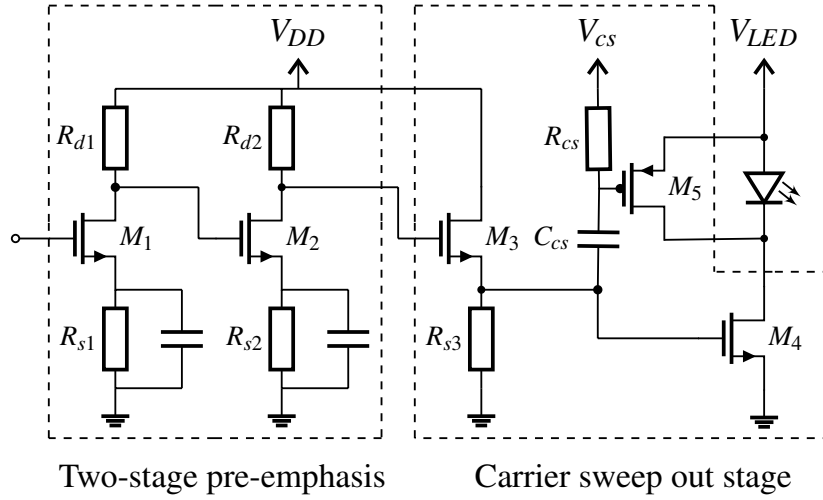 V_DD
V_cs
V_LED
R_d1
R_d2
R_cs
M_1
M_2
M_3
C_cs
M_5
R_s1
R_s2
R_s3
M_4
Two-stage pre-emphasis
Carrier sweep out stage